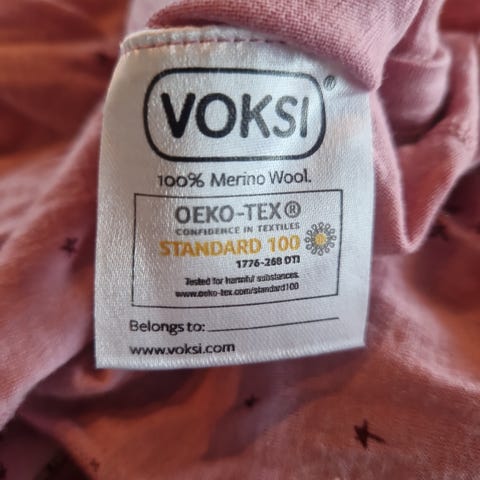 VOKSI®
100% Merino Wool.
OEKO-TEX®
CONFIDENCE IN TEXTILES
STANDARD 100
1776-268 DTI
Tested for harmful substances.
www.oeko-tex.com/standard100
Belongs to:
www.voksi.com